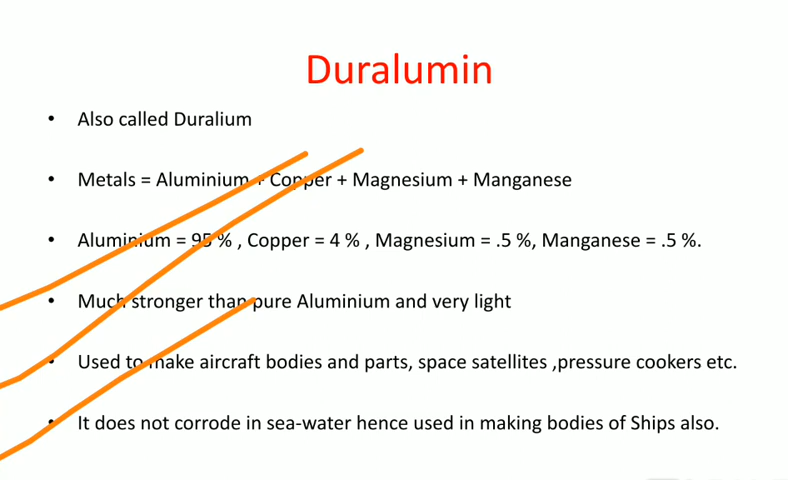 Duralumin
• Also called Duralium
• Metals = Aluminium + Copper + Magnesium + Manganese
• Aluminium = 95 % , Copper = 4 % , Magnesium = .5 %, Manganese = .5 %.
• Much stronger than pure Aluminium and very light
• Used to make aircraft bodies and parts, space satellites ,pressure cookers etc.
• It does not corrode in sea-water hence used in making bodies of Ships also.